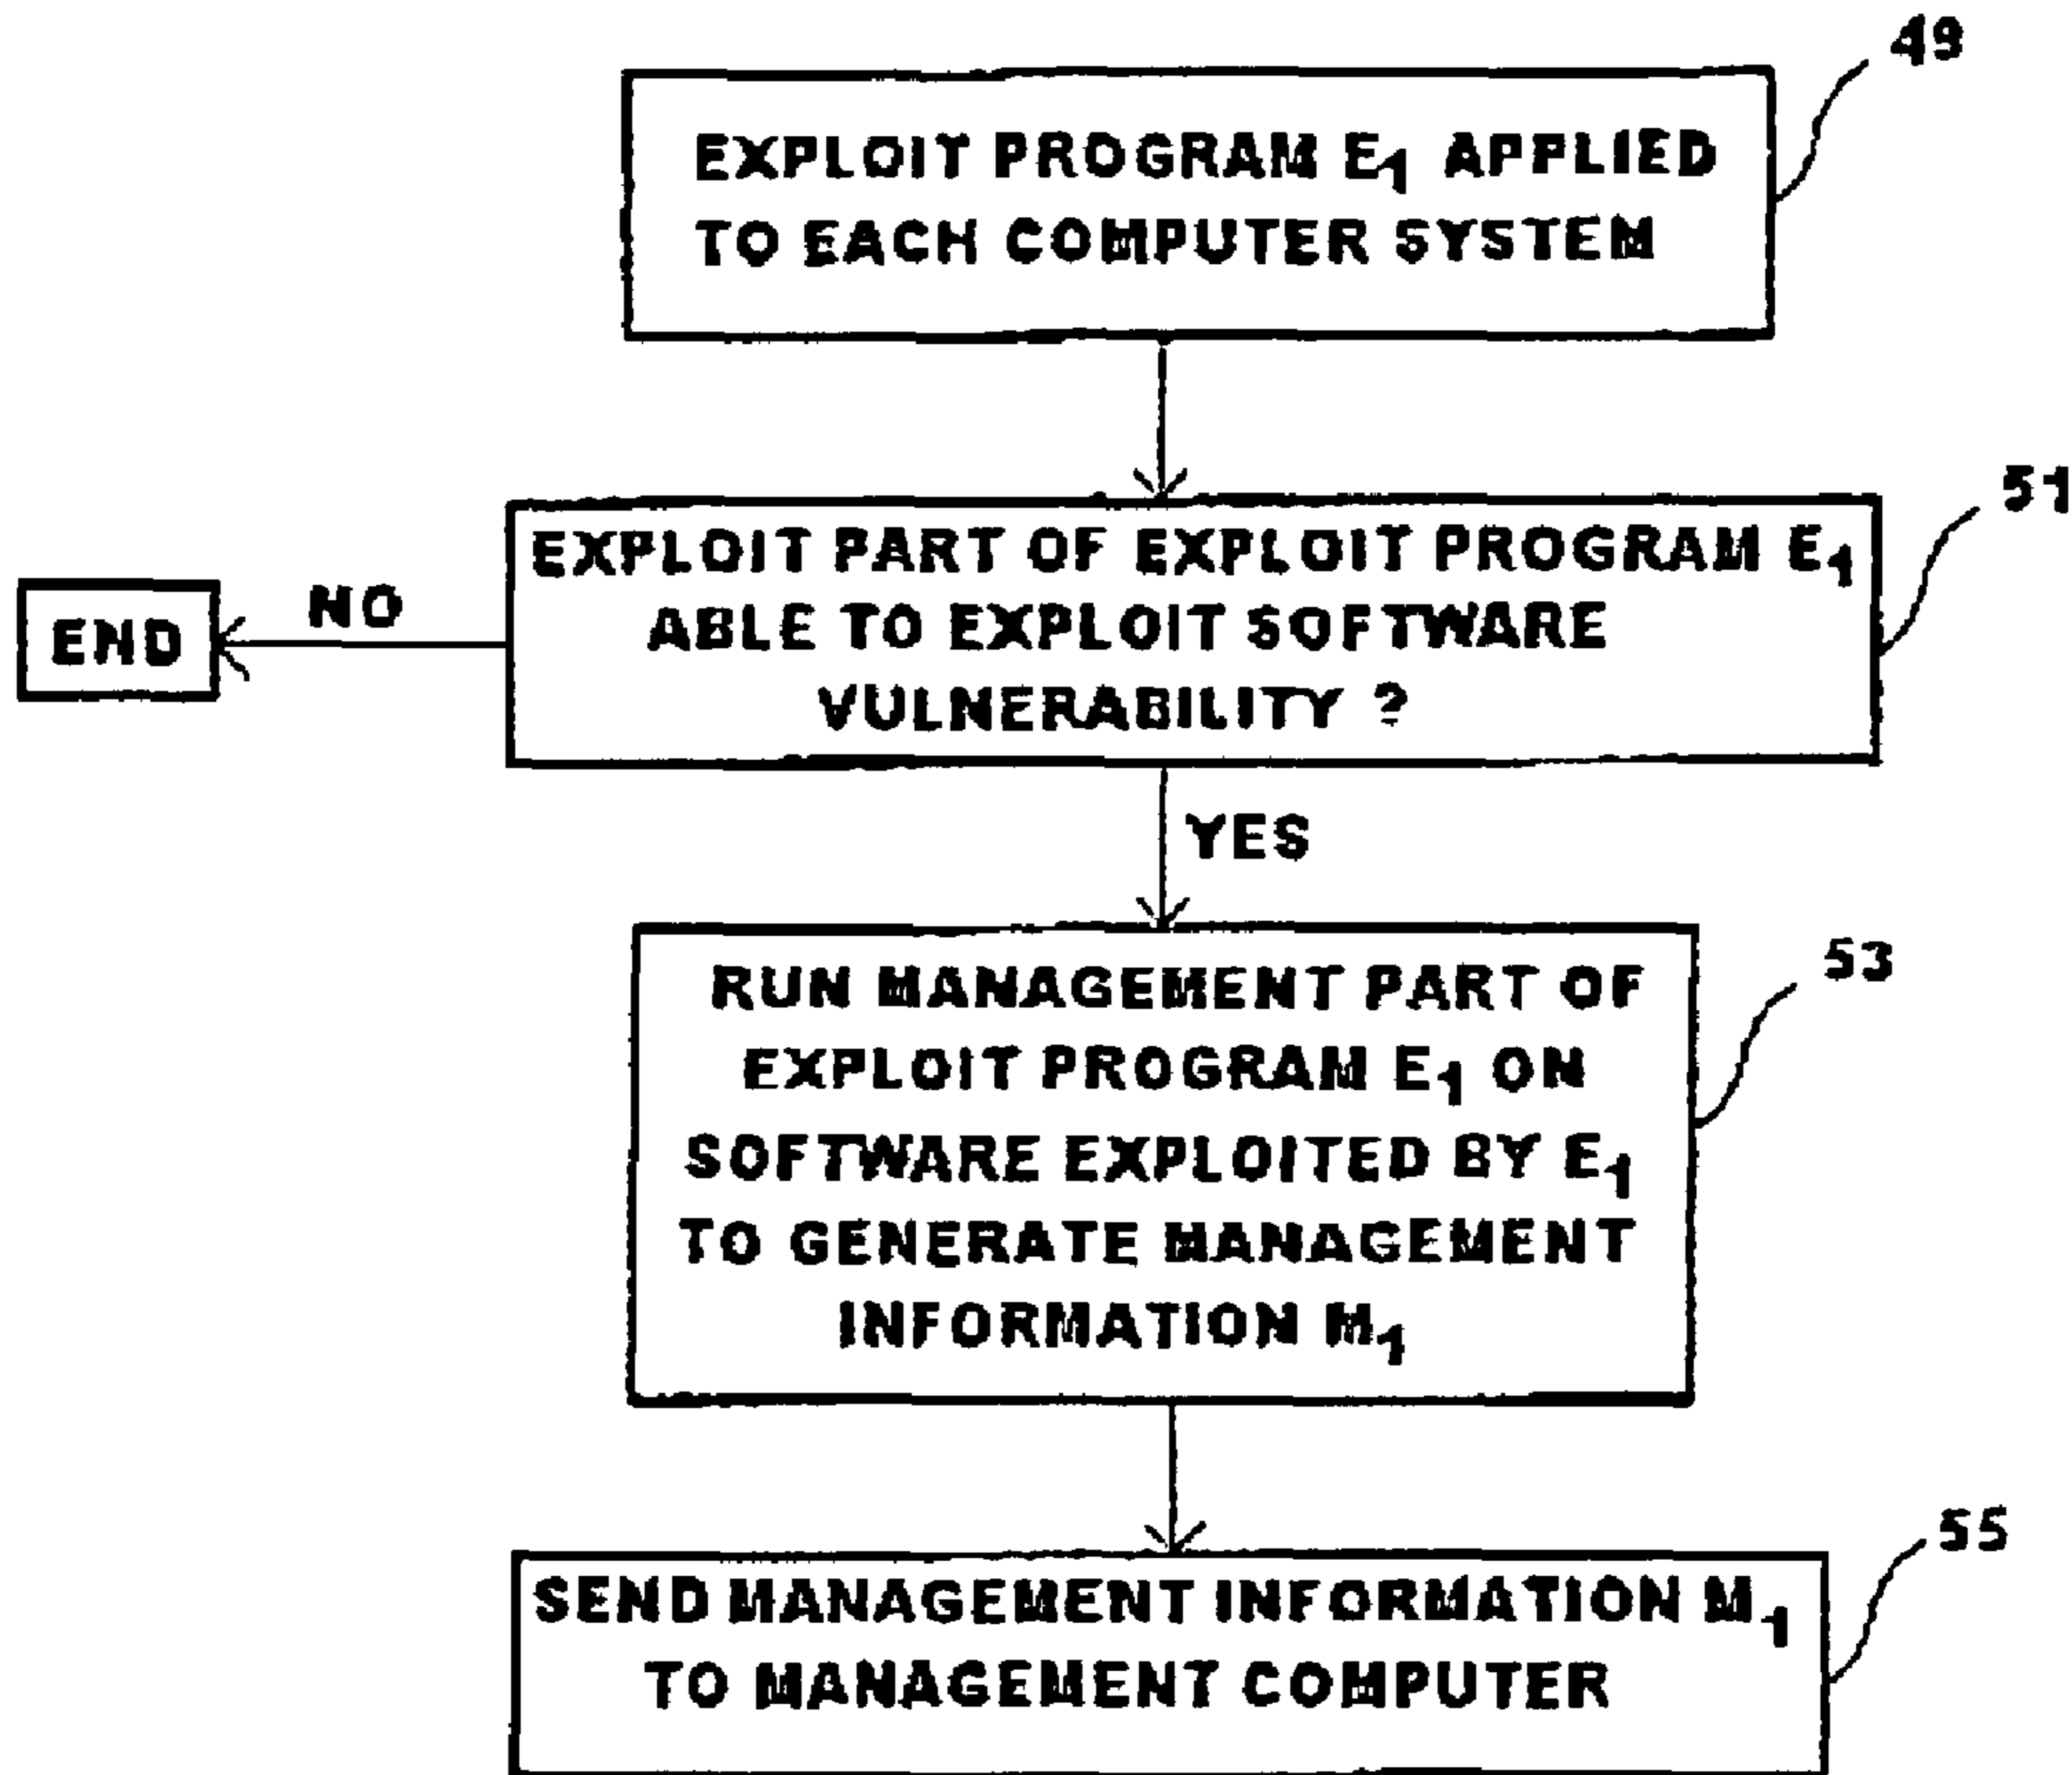 49
EXPLOIT PROGRAM E₁ APPLIED
TO EACH COMPUTER SYSTEM
51
EXPLOIT PART OF EXPLOIT PROGRAM E₁
ABLE TO EXPLOIT SOFTWARE
VULNERABILITY ?
NO
END
YES
53
RUN MANAGEMENT PART OF
EXPLOIT PROGRAM E₁ ON
SOFTWARE EXPLOITED BY E₁
TO GENERATE MANAGEMENT
INFORMATION M₁
55
SEND MANAGEMENT INFORMATION M₁
TO MANAGEMENT COMPUTER